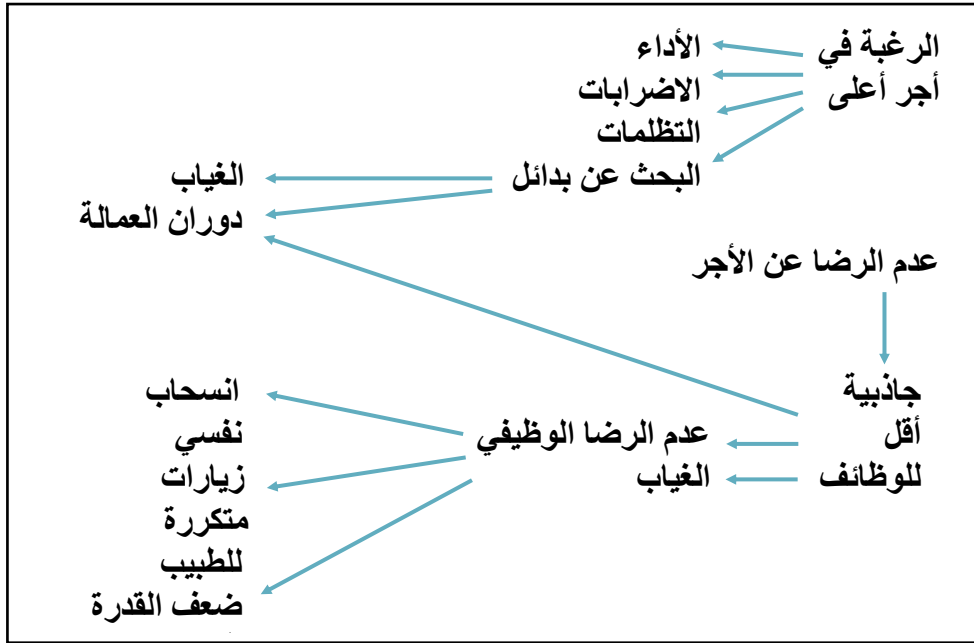 الرغبة في
أجر أعلى
الأداء
الاضرابات
التظلمات
البحث عن بدائل
الغياب
دوران العمالة
عدم الرضا عن الأجر
جاذبية
أقل
للوظائف
عدم الرضا الوظيفي
الغياب
انسحاب
نفسي
زيارات
متكررة
للطبيب
ضعف القدرة